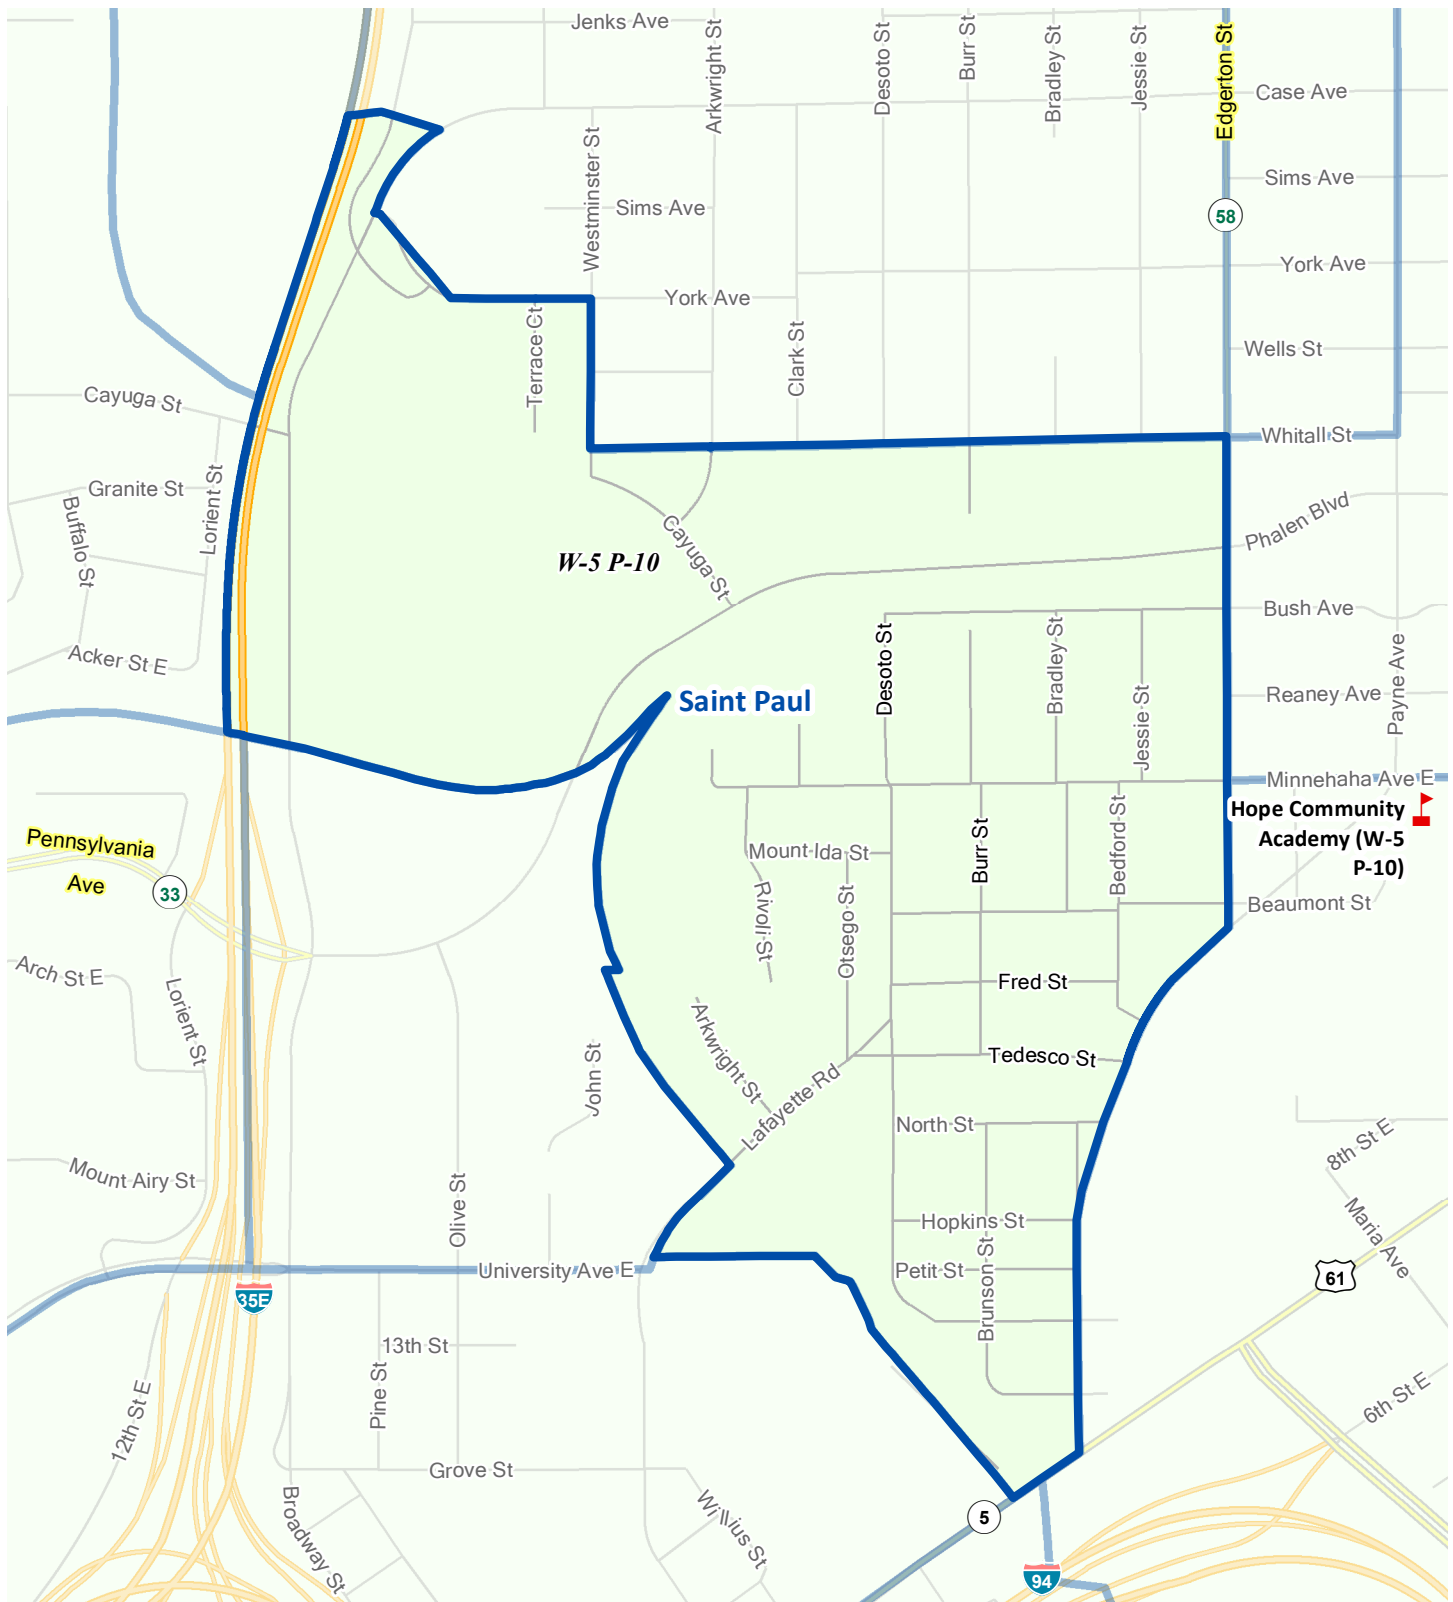 Jenks Ave
Arkwright St
Desoto St
Burr St
Bradley St
Jessie St
Edgerton St
Case Ave
Westminster St
Sims Ave
Sims Ave
58
York Ave
York Ave
Terrace Ct
Clark St
Wells St
Cayuga St
Whitall St
Granite St
Lorient St
Buffalo St
Phalen Blvd
Cayuga St
W-5 P-10
Bush Ave
Acker St E
Desoto St
Bradley St
Jessie St
Reaney Ave
Payne Ave
Saint Paul
Minnehaha Ave E
Hope Community
Academy (W-5
P-10)
Pennsylvania
Ave
33
Mount Ida St
Burr St
Bedford St
Rivoli St
Otsego St
Beaumont St
Arch St E
Lorient St
Fred St
Arkwright St
John St
Tedesco St
Lafayette Rd
North St
8th St E
Mount Airy St
Olive St
Hopkins St
Maria Ave
University Ave E
Petit St
Brunson St
61
35E
13th St
Pine St
12th St E
6th St E
Grove St
Broadway St
Willius St
5
94